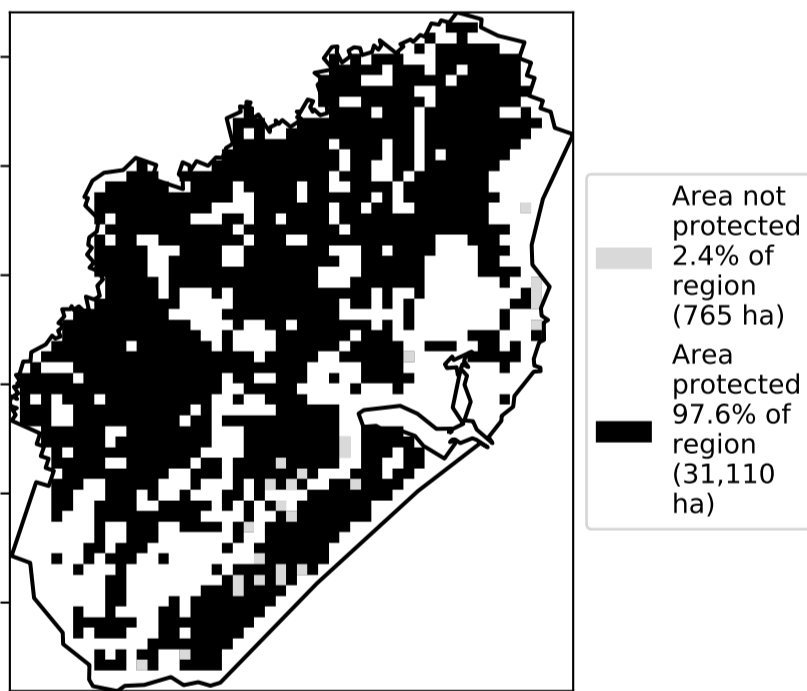 Area not
protected
2.4% of
region
(765 ha)
Area
protected
97.6% of
region
(31,110
ha)